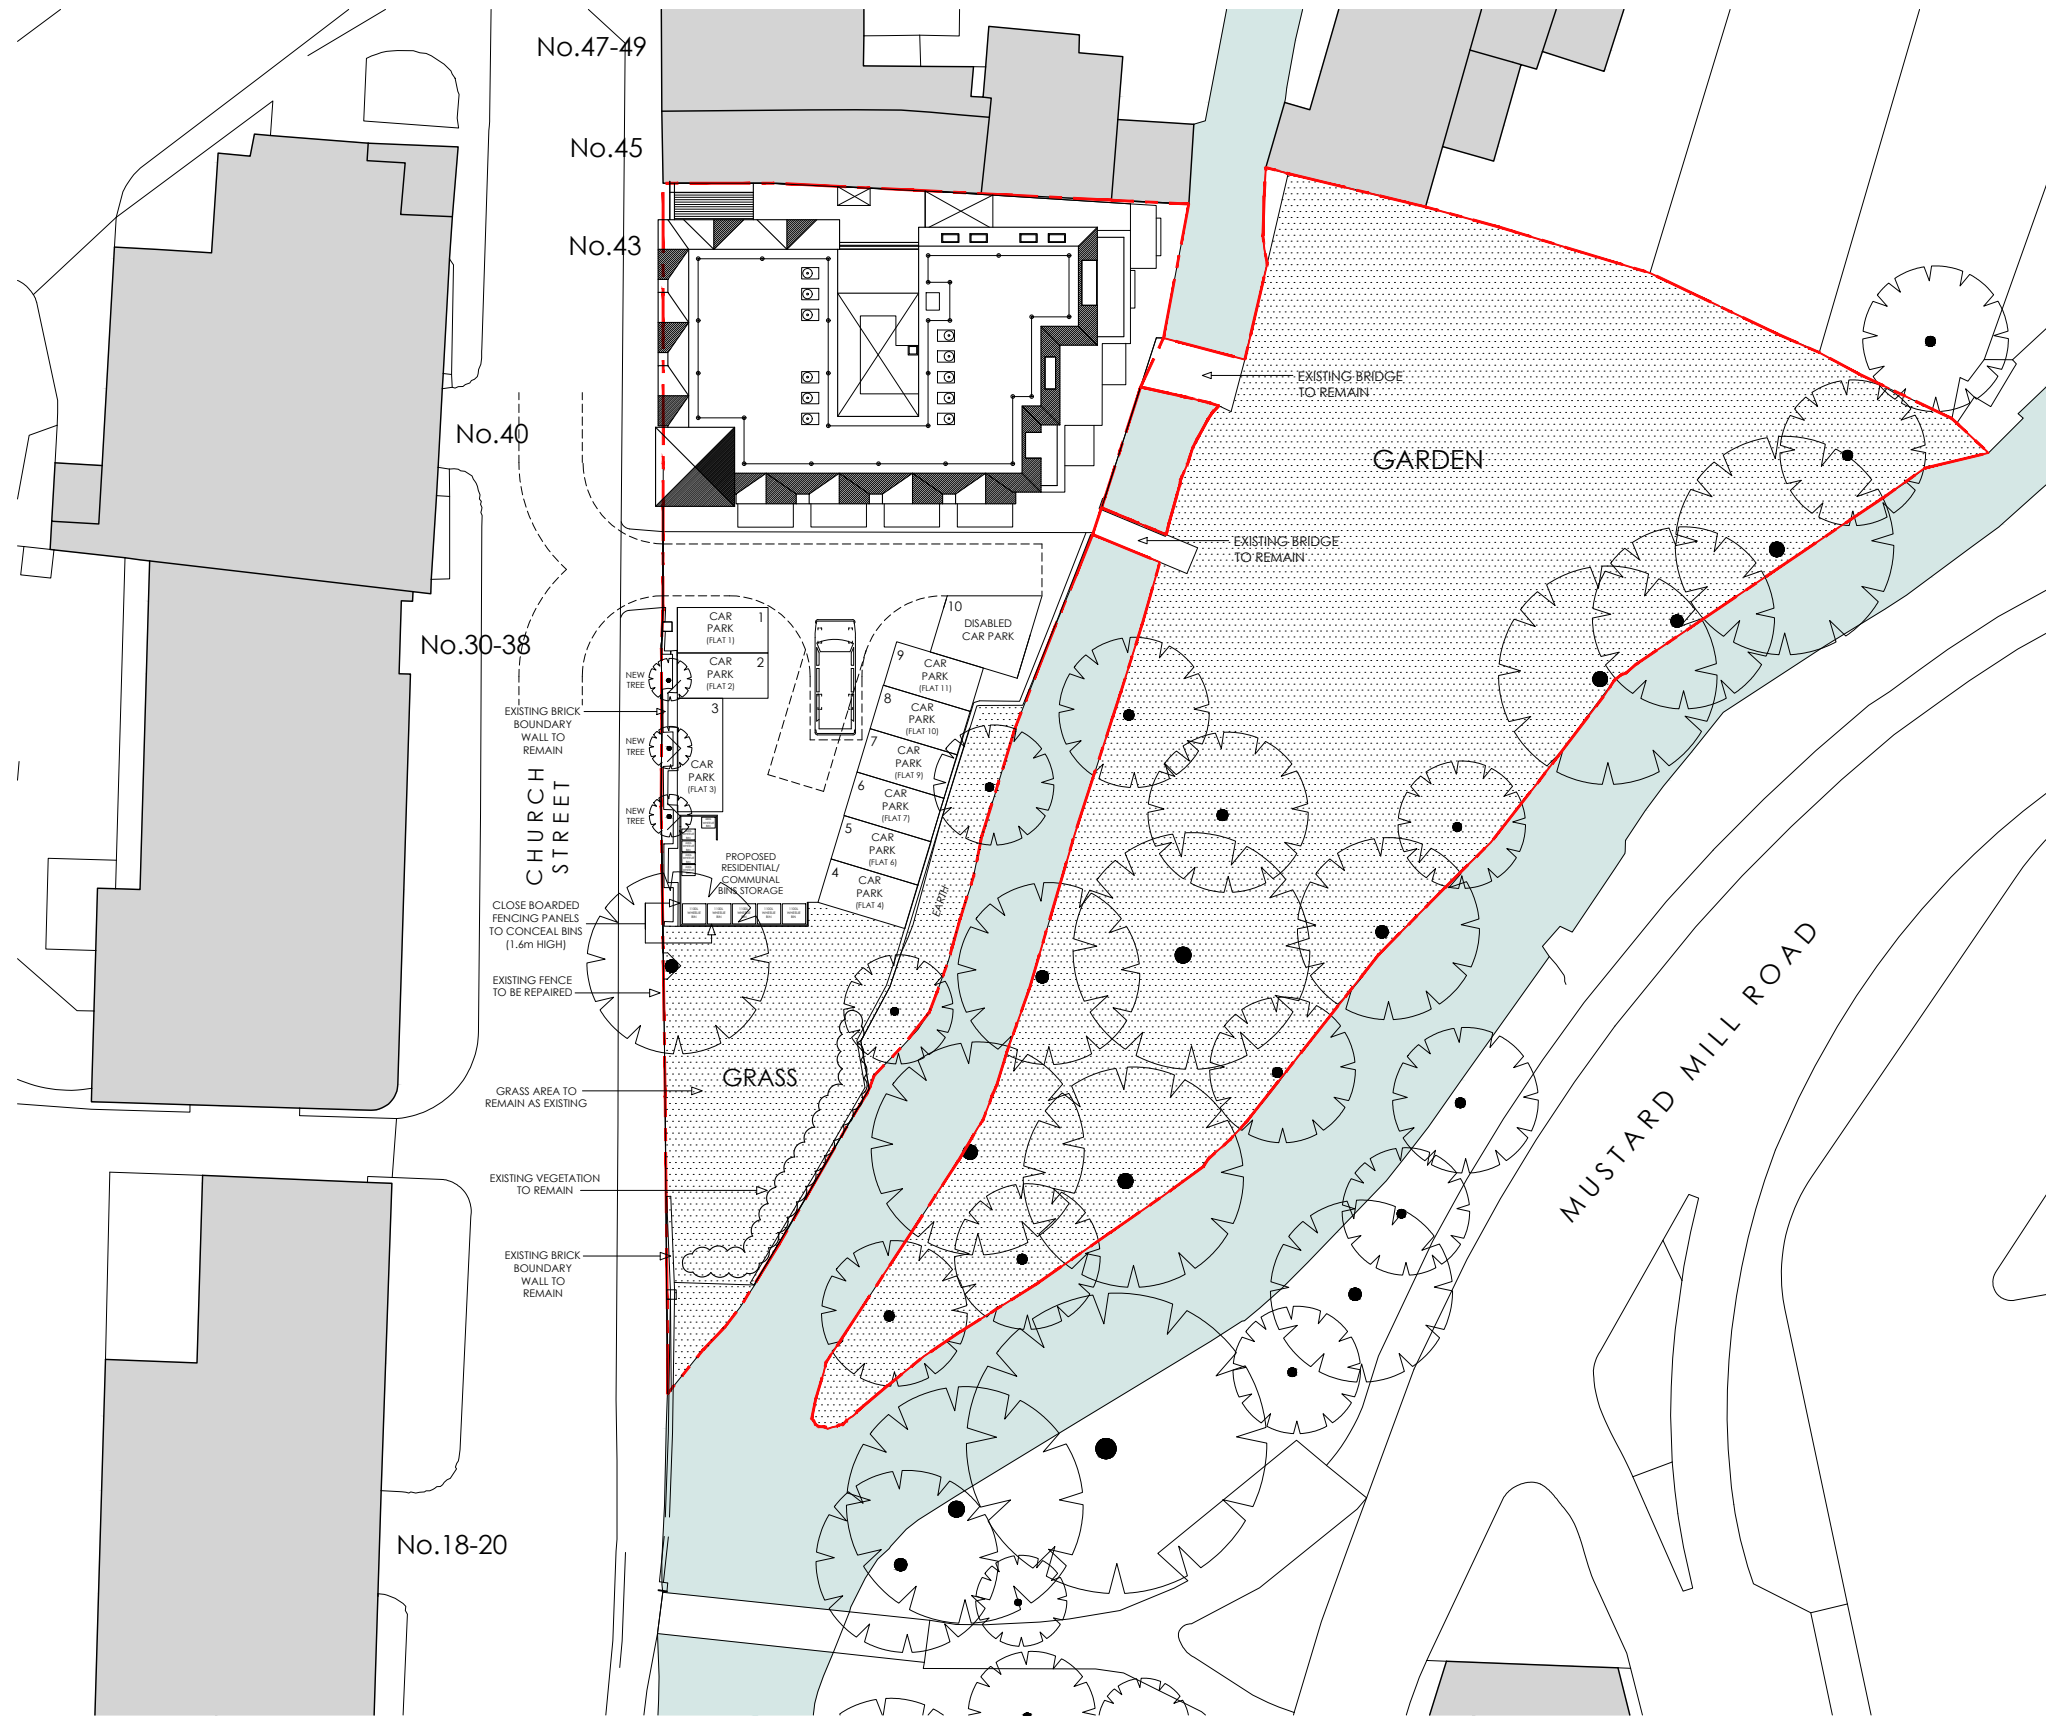 No.47-49
No.45
No.43
No.40
No.30-38
No.18-20
EXISTING BRIDGE
TO REMAIN
GARDEN
EXISTING BRIDGE
TO REMAIN
CAR
PARK
(FLAT 1)
1
CAR
PARK
(FLAT 2)
2
3
CAR
PARK
(FLAT 3)
10
DISABLED
CAR PARK
9
CAR
PARK
(FLAT 11)
8
CAR
PARK
(FLAT 10)
7
CAR
PARK
(FLAT 9)
6
CAR
PARK
(FLAT 7)
5
CAR
PARK
(FLAT 6)
4
CAR
PARK
(FLAT 4)
NEW
TREE
NEW
TREE
NEW
TREE
EXISTING BRICK
BOUNDARY
WALL TO
REMAIN
CHURCH
STREET
PROPOSED
RESIDENTIAL/
COMMUNAL
BINS STORAGE
CLOSE BOARDED
FENCING PANELS
TO CONCEAL BINS
(1.6m HIGH)
EARTH
EXISTING FENCE
TO BE REPAIRED
GRASS
GRASS AREA TO
REMAIN AS EXISTING
EXISTING VEGETATION
TO REMAIN
EXISTING BRICK
BOUNDARY
WALL TO
REMAIN
MUSTARD MILL ROAD